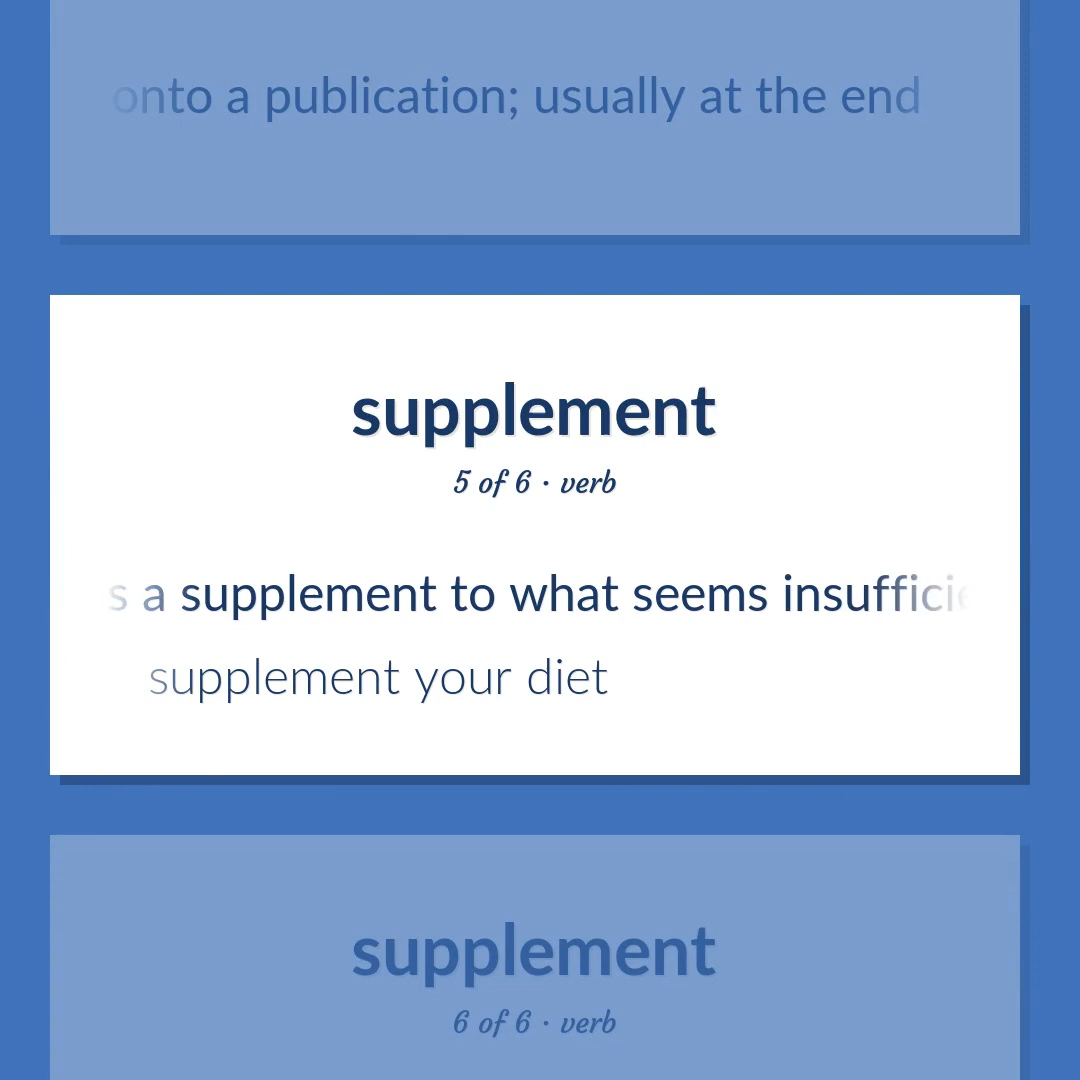 onto a publication; usually at the end
supplement
5 of 6 · verb
a supplement to what seems
supplement your diet
supplement
6 of 6 · verb